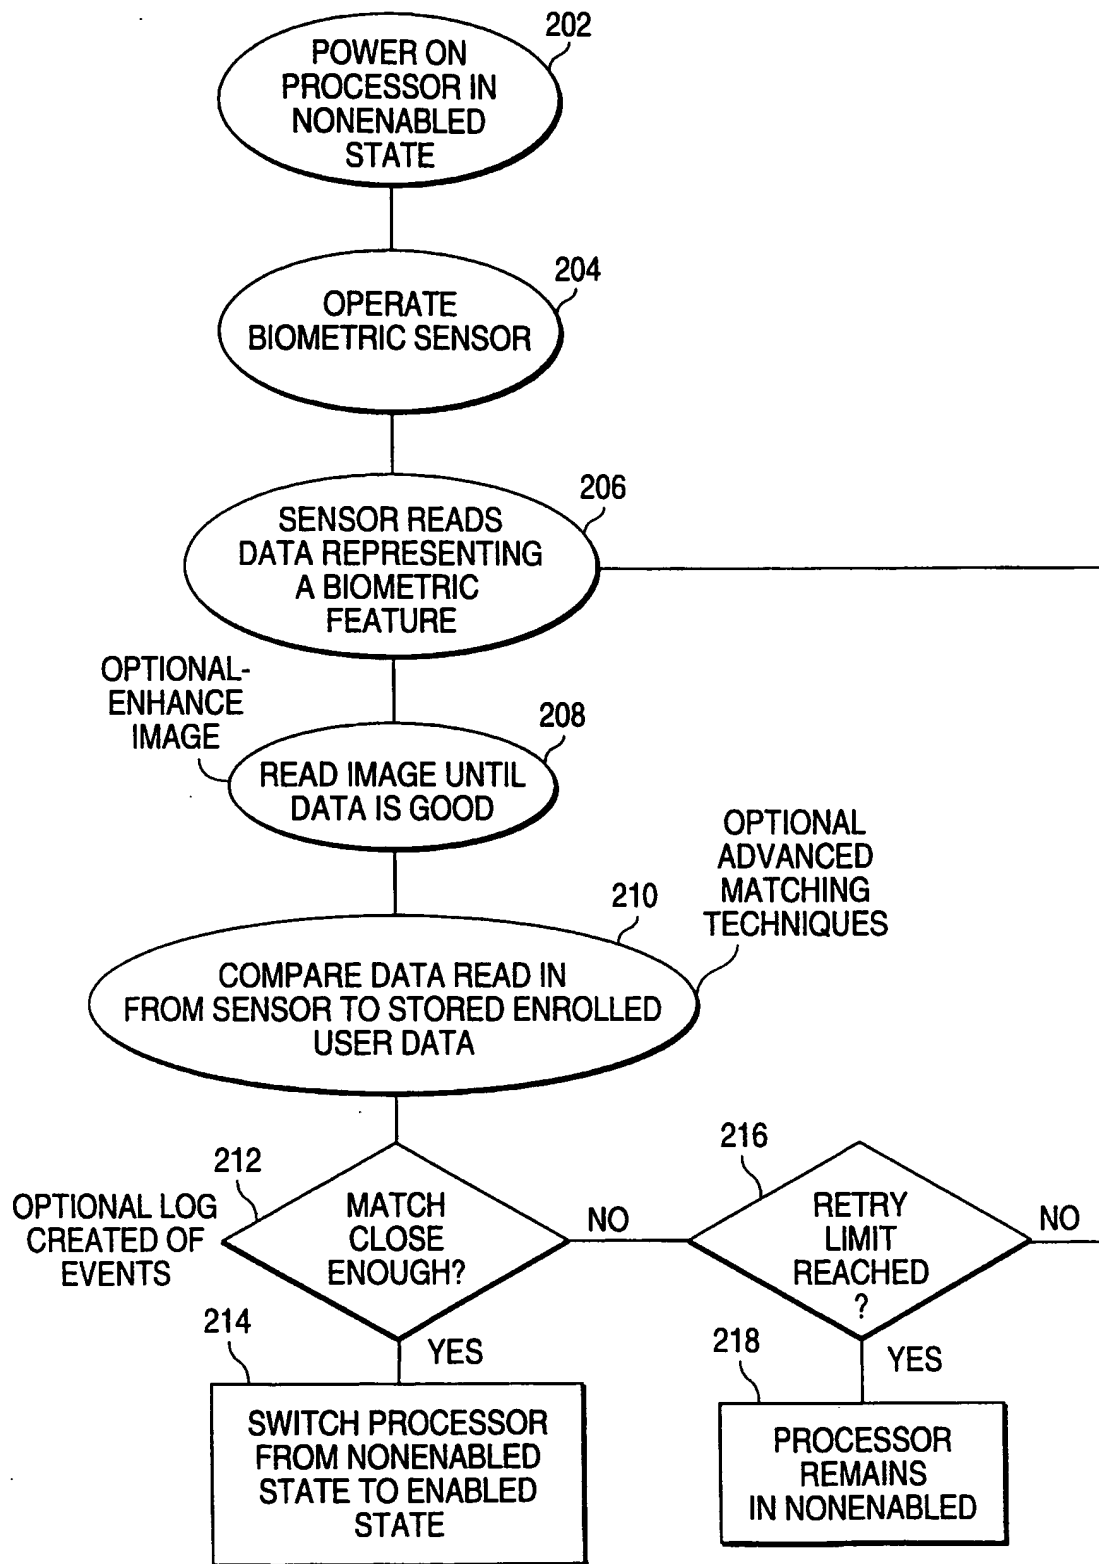 202
POWER ON
PROCESSOR IN
NONENABLED
STATE
204
OPERATE
BIOMETRIC SENSOR
206
SENSOR READS
DATA REPRESENTING
A BIOMETRIC
FEATURE
OPTIONAL-
ENHANCE
IMAGE
208
READ IMAGE UNTIL
DATA IS GOOD
OPTIONAL
ADVANCED
MATCHING
TECHNIQUES
210
COMPARE DATA READ IN
FROM SENSOR TO STORED ENROLLED
USER DATA
212
OPTIONAL LOG
CREATED OF
EVENTS
MATCH
CLOSE
ENOUGH?
NO
216
RETRY
LIMIT
REACHED
?
NO
214
YES
SWITCH PROCESSOR
FROM NONENABLED
STATE TO ENABLED
STATE
218
YES
PROCESSOR
REMAINS
IN NONENABLED